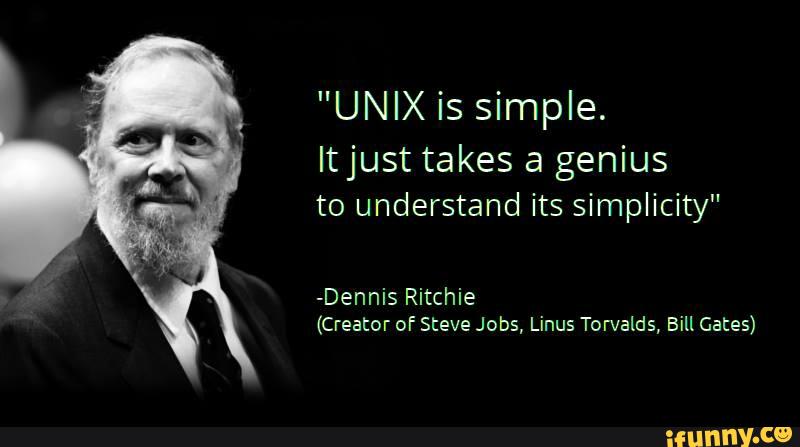 "UNIX is simple.
It just takes a genius
to understand its simplicity"
-Dennis Ritchie
(Creator of Steve Jobs, Linus Torvalds, Bill Gates)
ifunny.co